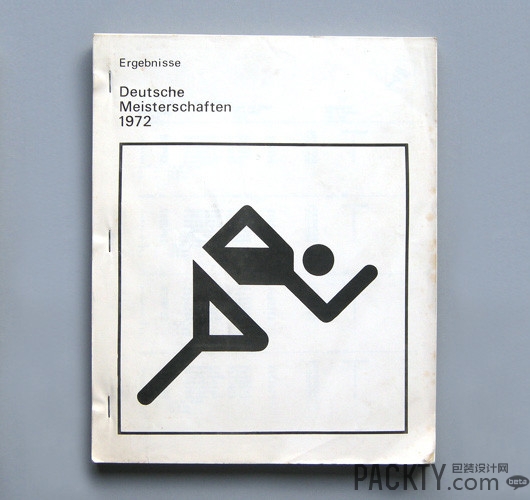 Ergebnisse
Deutsche
Meisterschaften
1972
PACKTY 包装设计网
.com beta